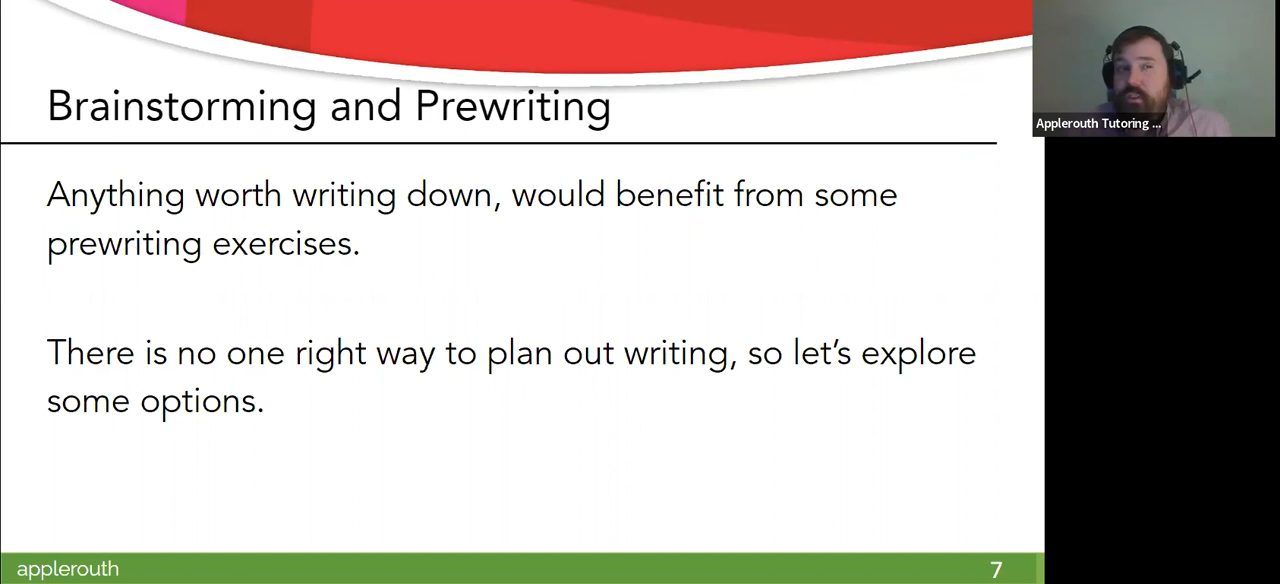 Brainstorming and Prewriting
Applerouth Tutoring ...
Anything worth writing down, would benefit from some
prewriting exercises.
There is no one right way to plan out writing, so let's explore
some options.
applerouth
7